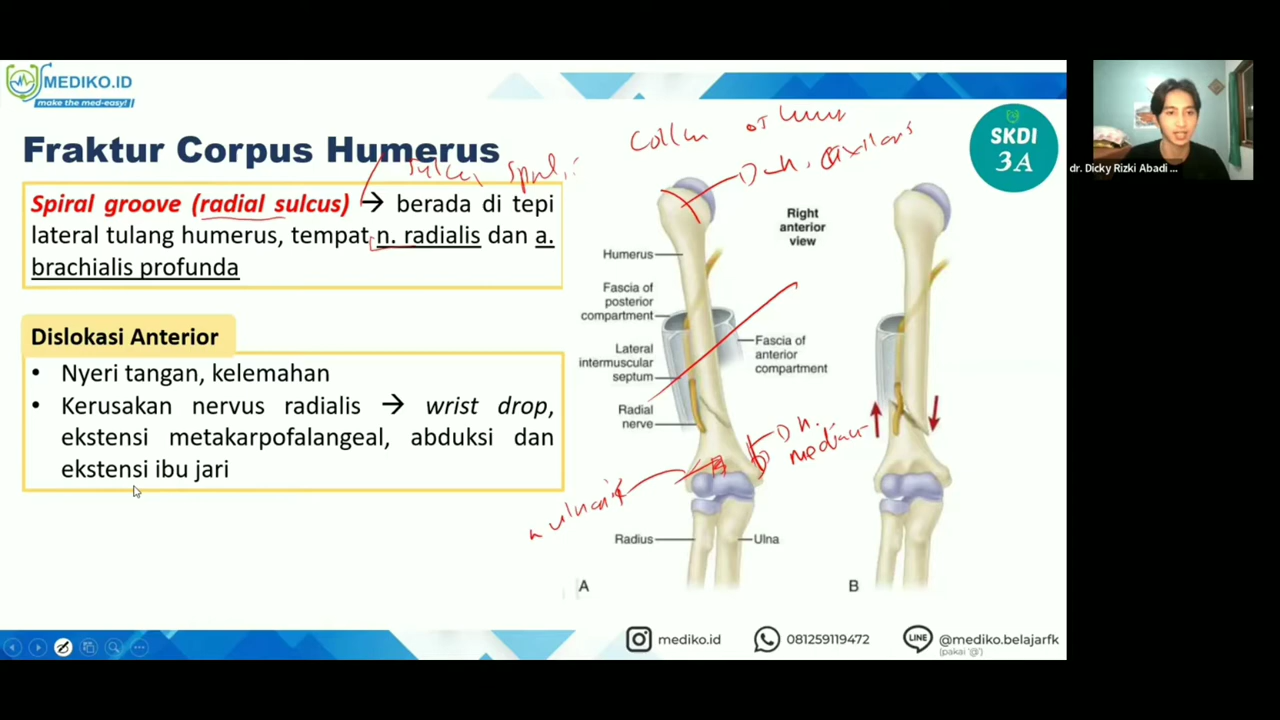 MEDIKO.ID
make the med-easy!
Fraktur Corpus Humerus
SKDI
3A
dr. Dicky Rizki Abadi ...
Spiral groove (radial sulcus) → berada di tepi
lateral tulang humerus, tempat n. radialis dan a.
brachialis profunda
Dislokasi Anterior
• Nyeri tangan, kelemahan
• Kerusakan nervus radialis → wrist drop,
ekstensi metakarpofalangeal, abduksi dan
ekstensi ibu jari
Right
anterior
view
Humerus
Fascia of
posterior
compartment
Lateral
intermuscular
septum
Radial
nerve
Fascia of
anterior
compartment
Radius
Ulna
A
B
mediko.id
081259119472
@mediko.belajarfk
(pakai '@')